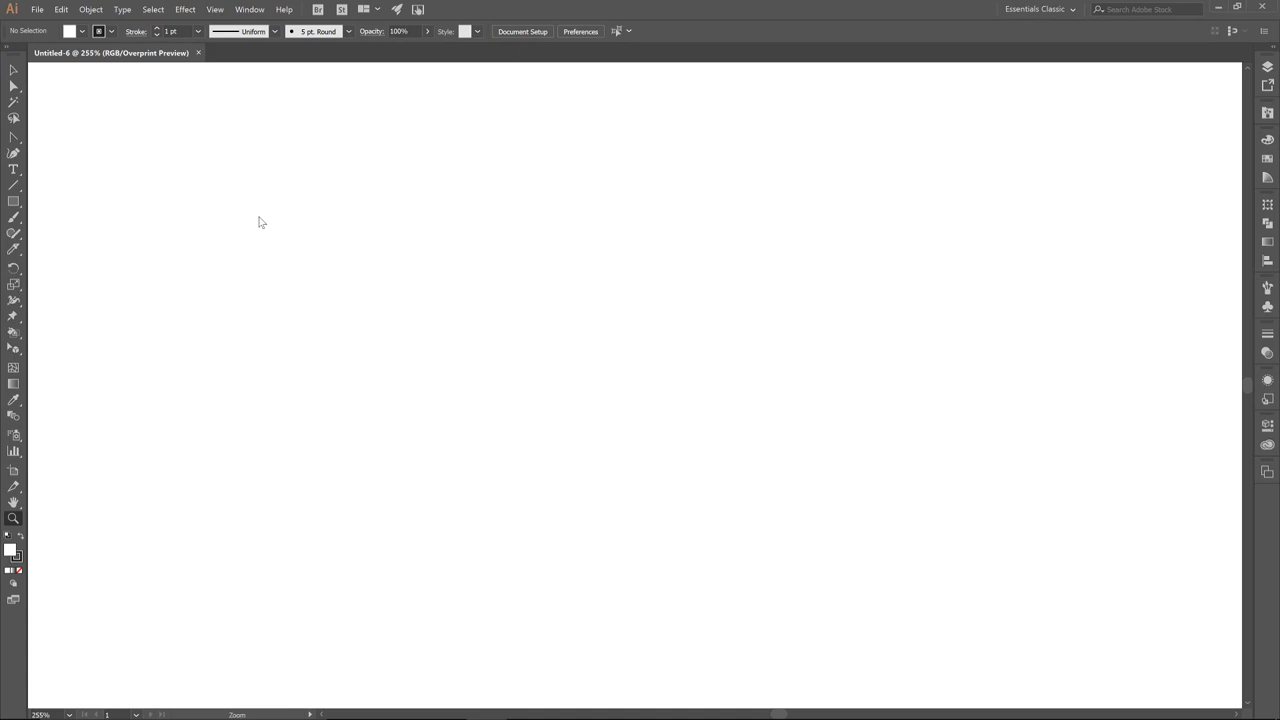 Ai File Edit Object Type Select Effect View Window Help Br St Essentials Classic Search Adobe Stock
No Selection Stroke: 1 pt Uniform 5 pt. Round Opacity: 100% Style: Document Setup Preferences
Untitled-6 @ 255% (RGB/Overprint Preview) ×
T
255% 1 Zoom